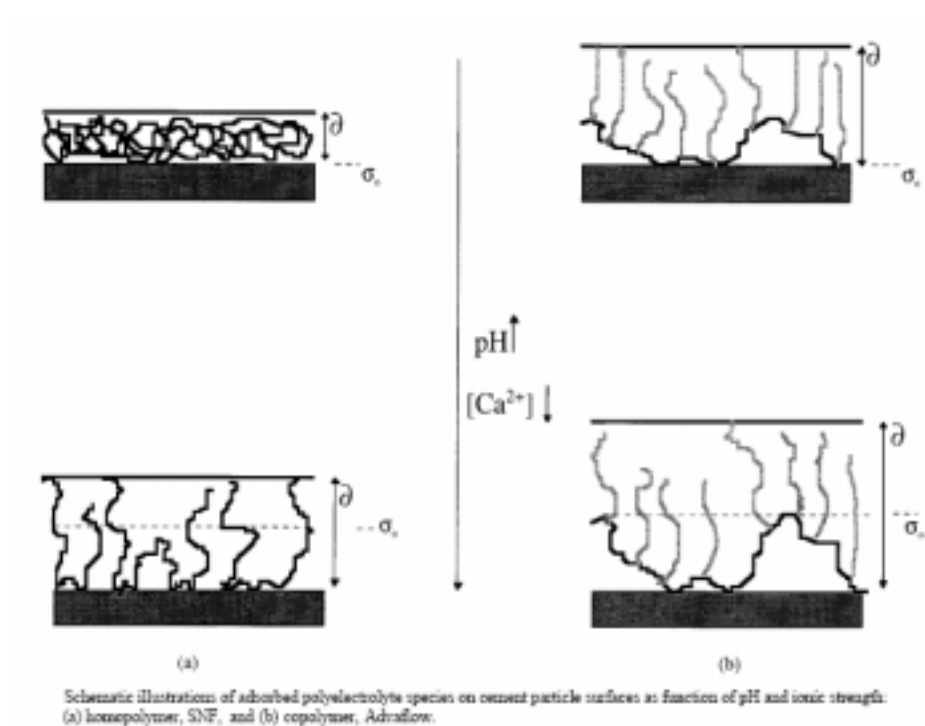 ∂
σₒ
∂
σₒ
pH↑
[Ca²⁺]↓
∂
σₒ
∂
σₒ
(a)
(b)
Schematic illustrations of adsorbed polyelectrolyte species on cement particle surfaces as function of pH and ionic strength:
(a) homopolymer, SNF, and (b) copolymer, Advaflow.